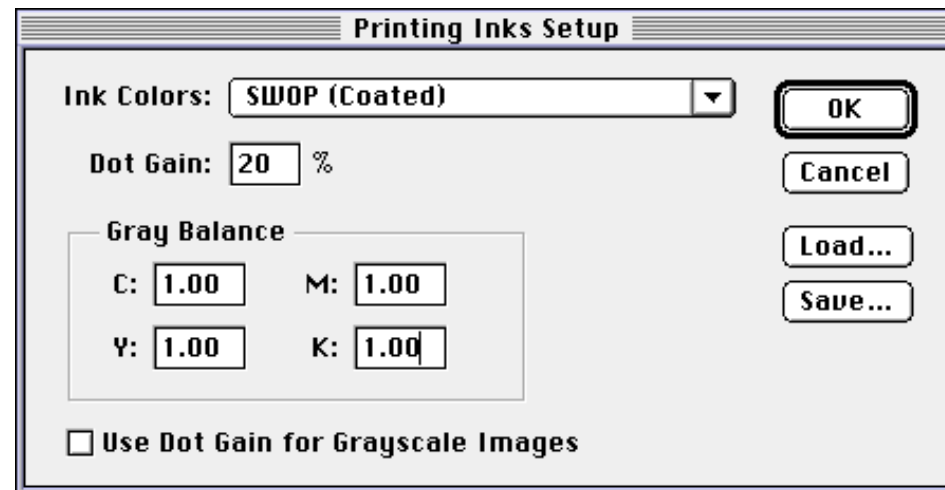 Printing Inks Setup
Ink Colors: SWOP (Coated)
OK
Dot Gain: 20 %
Cancel
Gray Balance
Load...
C: 1.00 M: 1.00
Save...
Y: 1.00 K: 1.00
Use Dot Gain for Grayscale Images